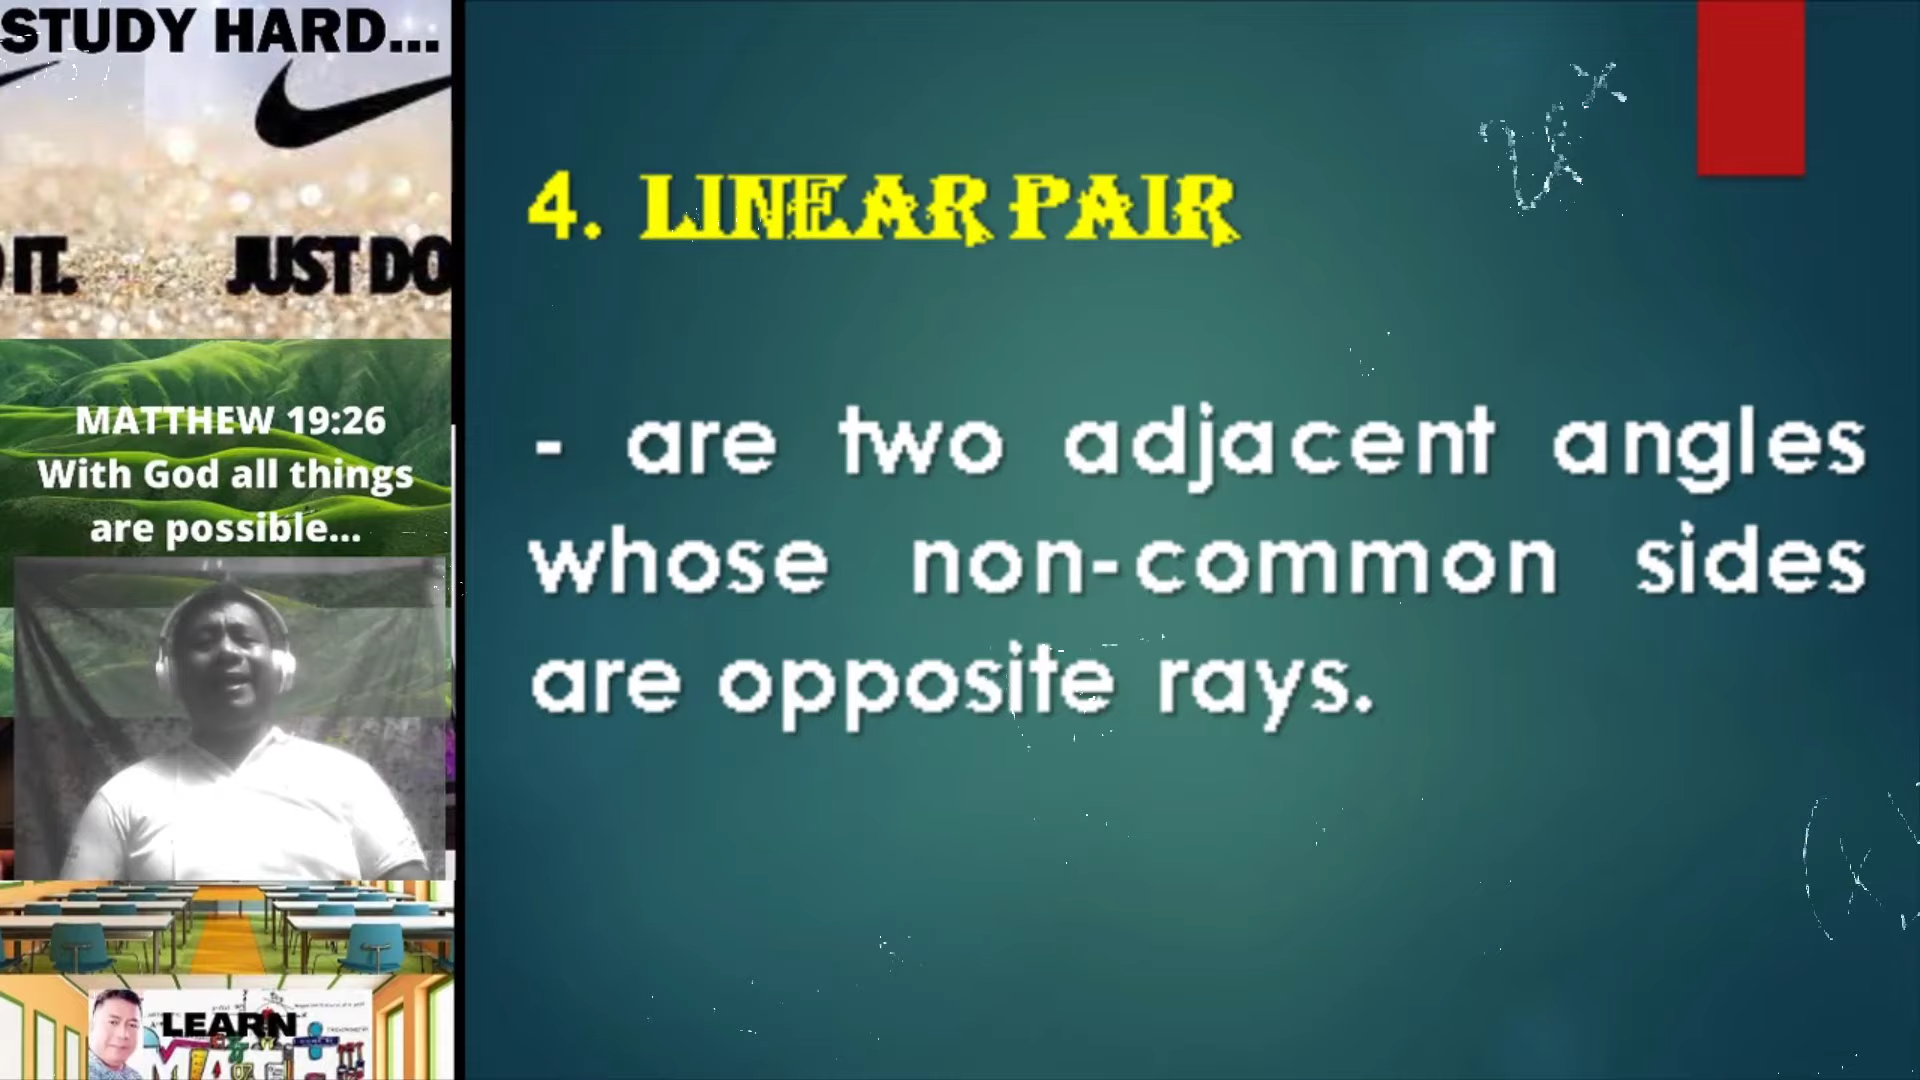 STUDY HARD...
IT.
JUST DO
MATTHEW 19:26
With God all things
are possible...
LEARN
MATH
4. LINEAR PAIR
- are two adjacent angles
whose non-common sides
are opposite rays.